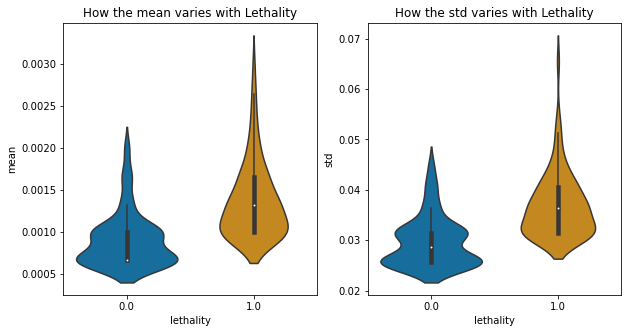 How the mean varies with Lethality
mean
0.0030
0.0025
0.0020
0.0015
0.0010
0.0005
0.0
1.0
lethality
How the std varies with Lethality
std
0.07
0.06
0.05
0.04
0.03
0.02
0.0
1.0
lethality